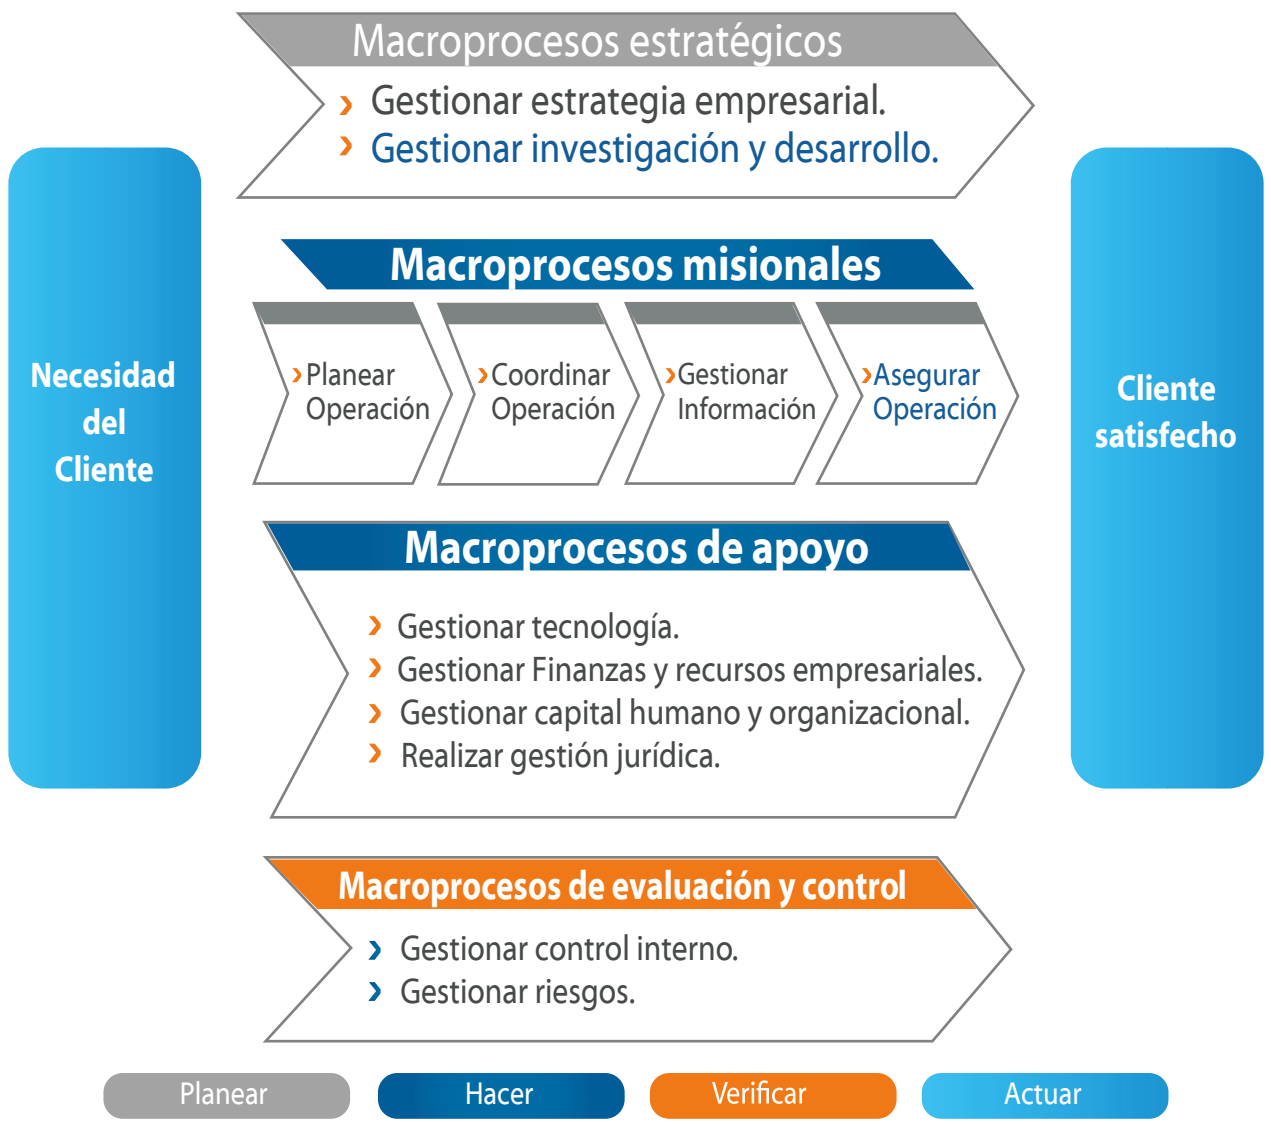 Macroprocesos estratégicos
Gestionar estrategia empresarial.
Gestionar investigación y desarrollo.
Necesidad
del
Cliente
Macroprocesos misionales
Planear
Operación
Coordinar
Operación
Gestionar
Información
Asegurar
Operación
Cliente
satisfecho
Macroprocesos de apoyo
Gestionar tecnología.
Gestionar Finanzas y recursos empresariales.
Gestionar capital humano y organizacional.
Realizar gestión jurídica.
Macroprocesos de evaluación y control
Gestionar control interno.
Gestionar riesgos.
Planear
Hacer
Verificar
Actuar